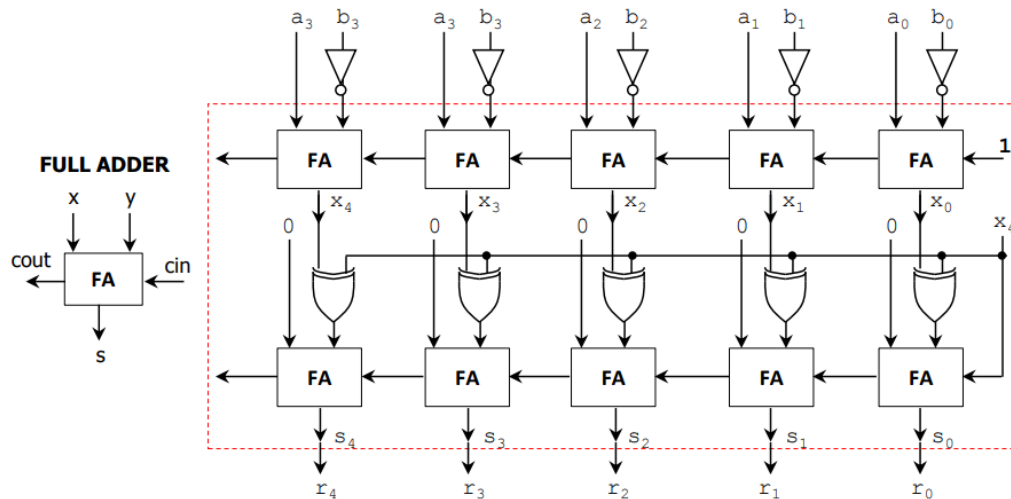 a3 b3 a3 b3 a2 b2 a1 b1 a0 b0
FA FA FA FA FA 1
FULL ADDER
x y
cout FA cin
s
x4 x3 x2 x1 x0
0 0 0 0 0 x4
FA FA FA FA FA
s4 s3 s2 s1 s0
r4 r3 r2 r1 r0